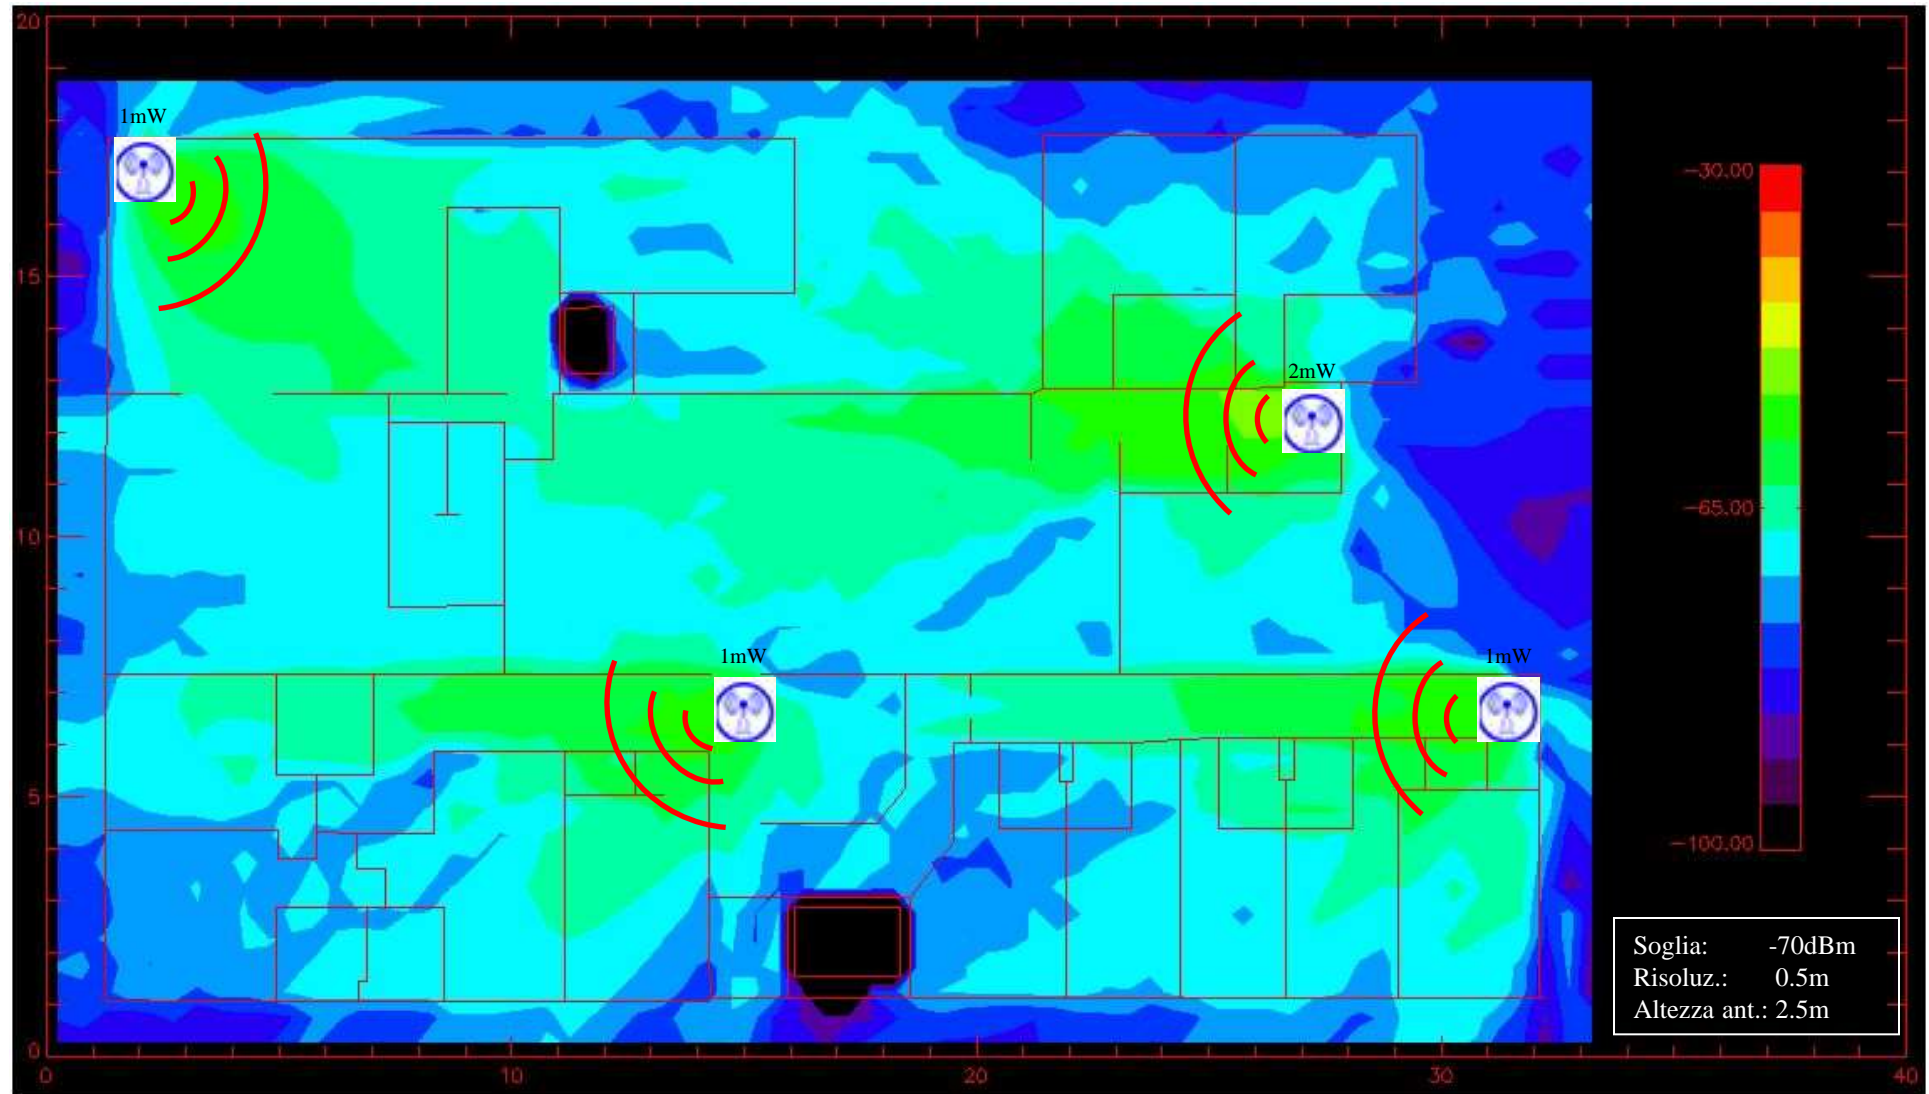 20
1mW
-30.00
15
2mW
-65.00
10
1mW
1mW
5
-100.00
Soglia: -70dBm
Risoluz.: 0.5m
Altezza ant.: 2.5m
0
0 10 20 30 40